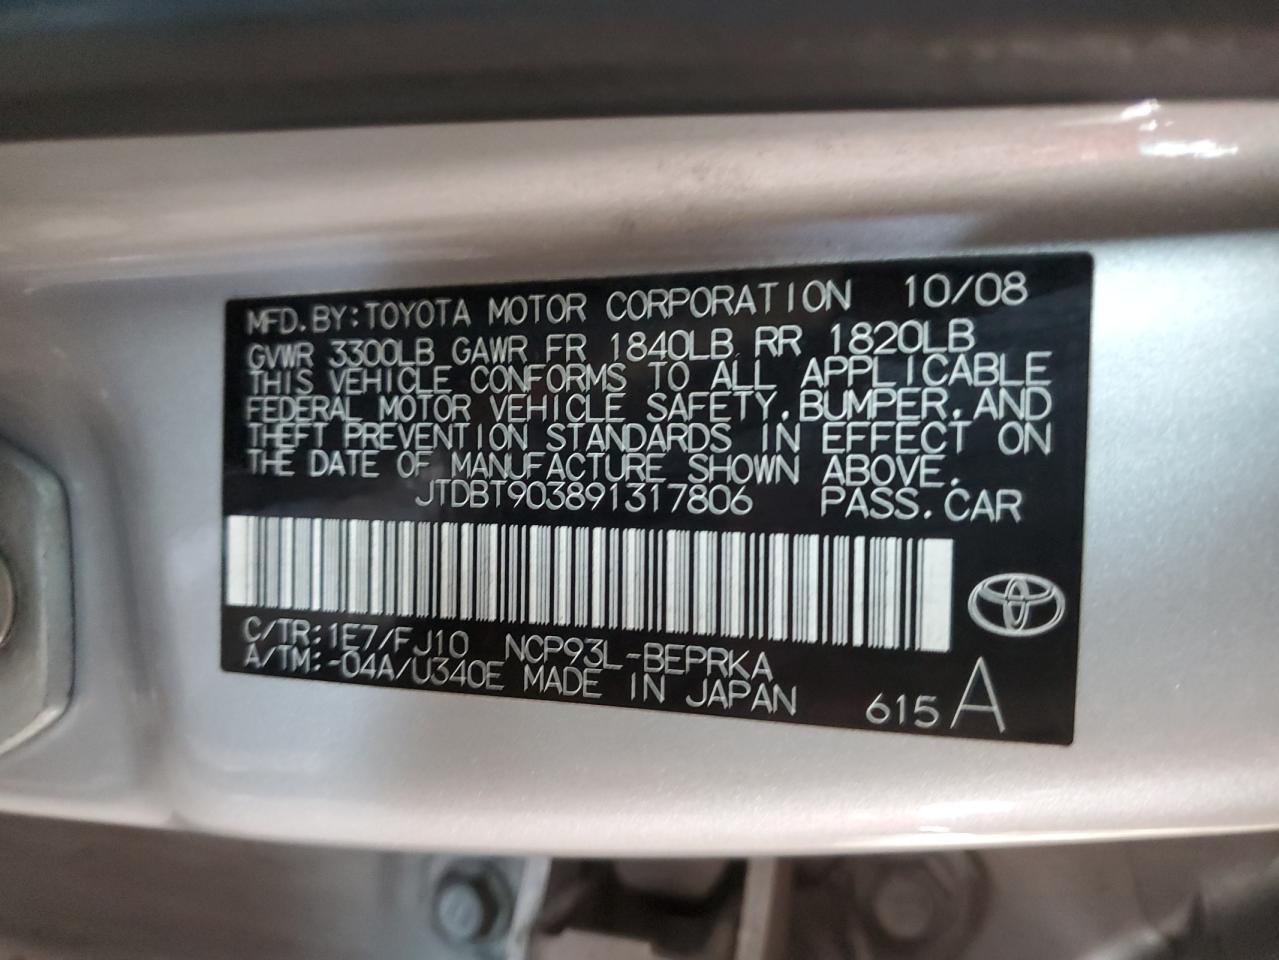 MFD.BY:TOYOTA MOTOR CORPORATION 10/08
GVWR 3300LB GAWR FR 1840LB RR 1820LB
THIS VEHICLE CONFORMS TO ALL APPLICABLE
FEDERAL MOTOR VEHICLE SAFETY,BUMPER,AND
THEFT PREVENTION STANDARDS IN EFFECT ON
THE DATE OF MANUFACTURE SHOWN ABOVE.
JTDBT903891317806 PASS.CAR
C/TR:1E7/FJ10 NCP93L-BEPRKA
A/TM:-04A/U340E MADE IN JAPAN 615 A